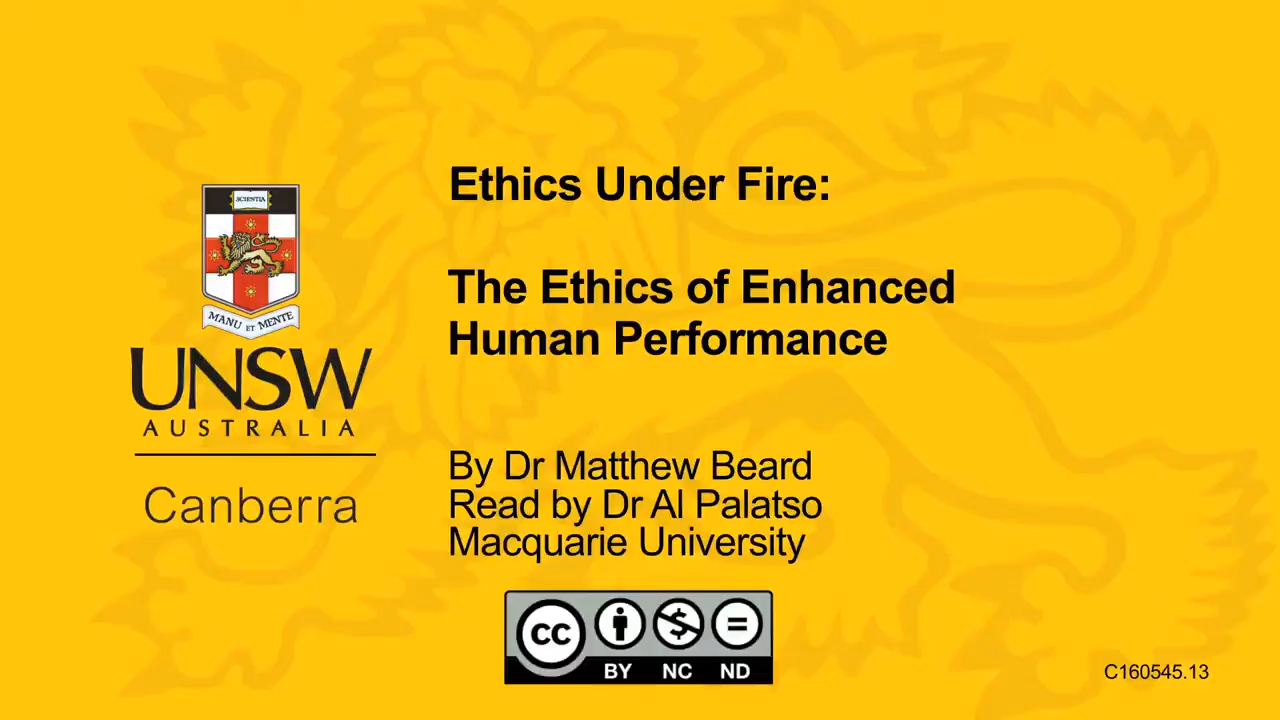 Ethics Under Fire:
SCIENTIA
The Ethics of Enhanced
Human Performance
MANU ET MENTE
UNSW
AUSTRALIA
Canberra
By Dr Matthew Beard
Read by Dr Al Palatso
Macquarie University
cc
BY NC ND
C160545.13